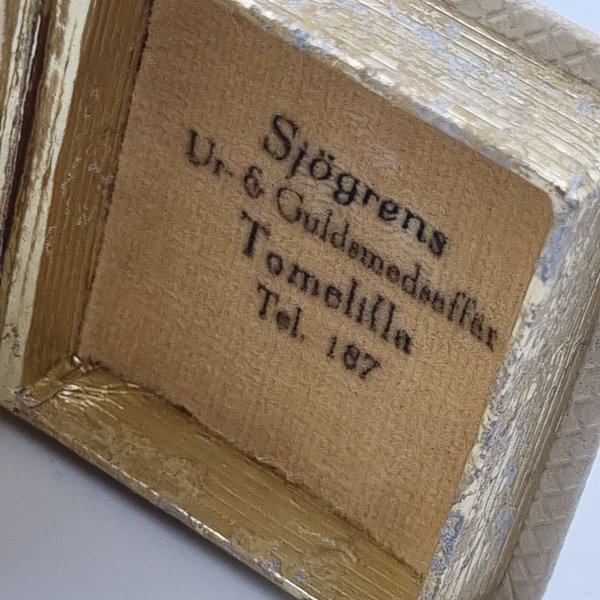 Sjögrens
Ur- & Guldsmedsaffär
Tomelilla
Tel. 187